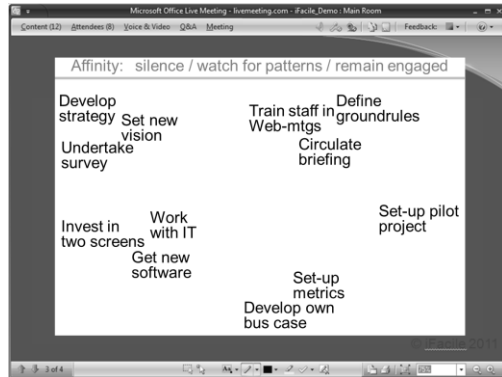 Microsoft Office Live Meeting - livemeeting.com - iFacile_Demo : Main Room
Content (12) Attendees (8) Voice & Video Q&A Meeting Feedback:
Affinity: silence / watch for patterns / remain engaged
Develop
strategy
Set new
vision
Undertake
survey
Train staff in
Web-mtgs
Define
groundrules
Circulate
briefing
Invest in
two screens
Work
with IT
Get new
software
Set-up pilot
project
Set-up
metrics
Develop own
bus case
© iFacile 2011
3 of 4